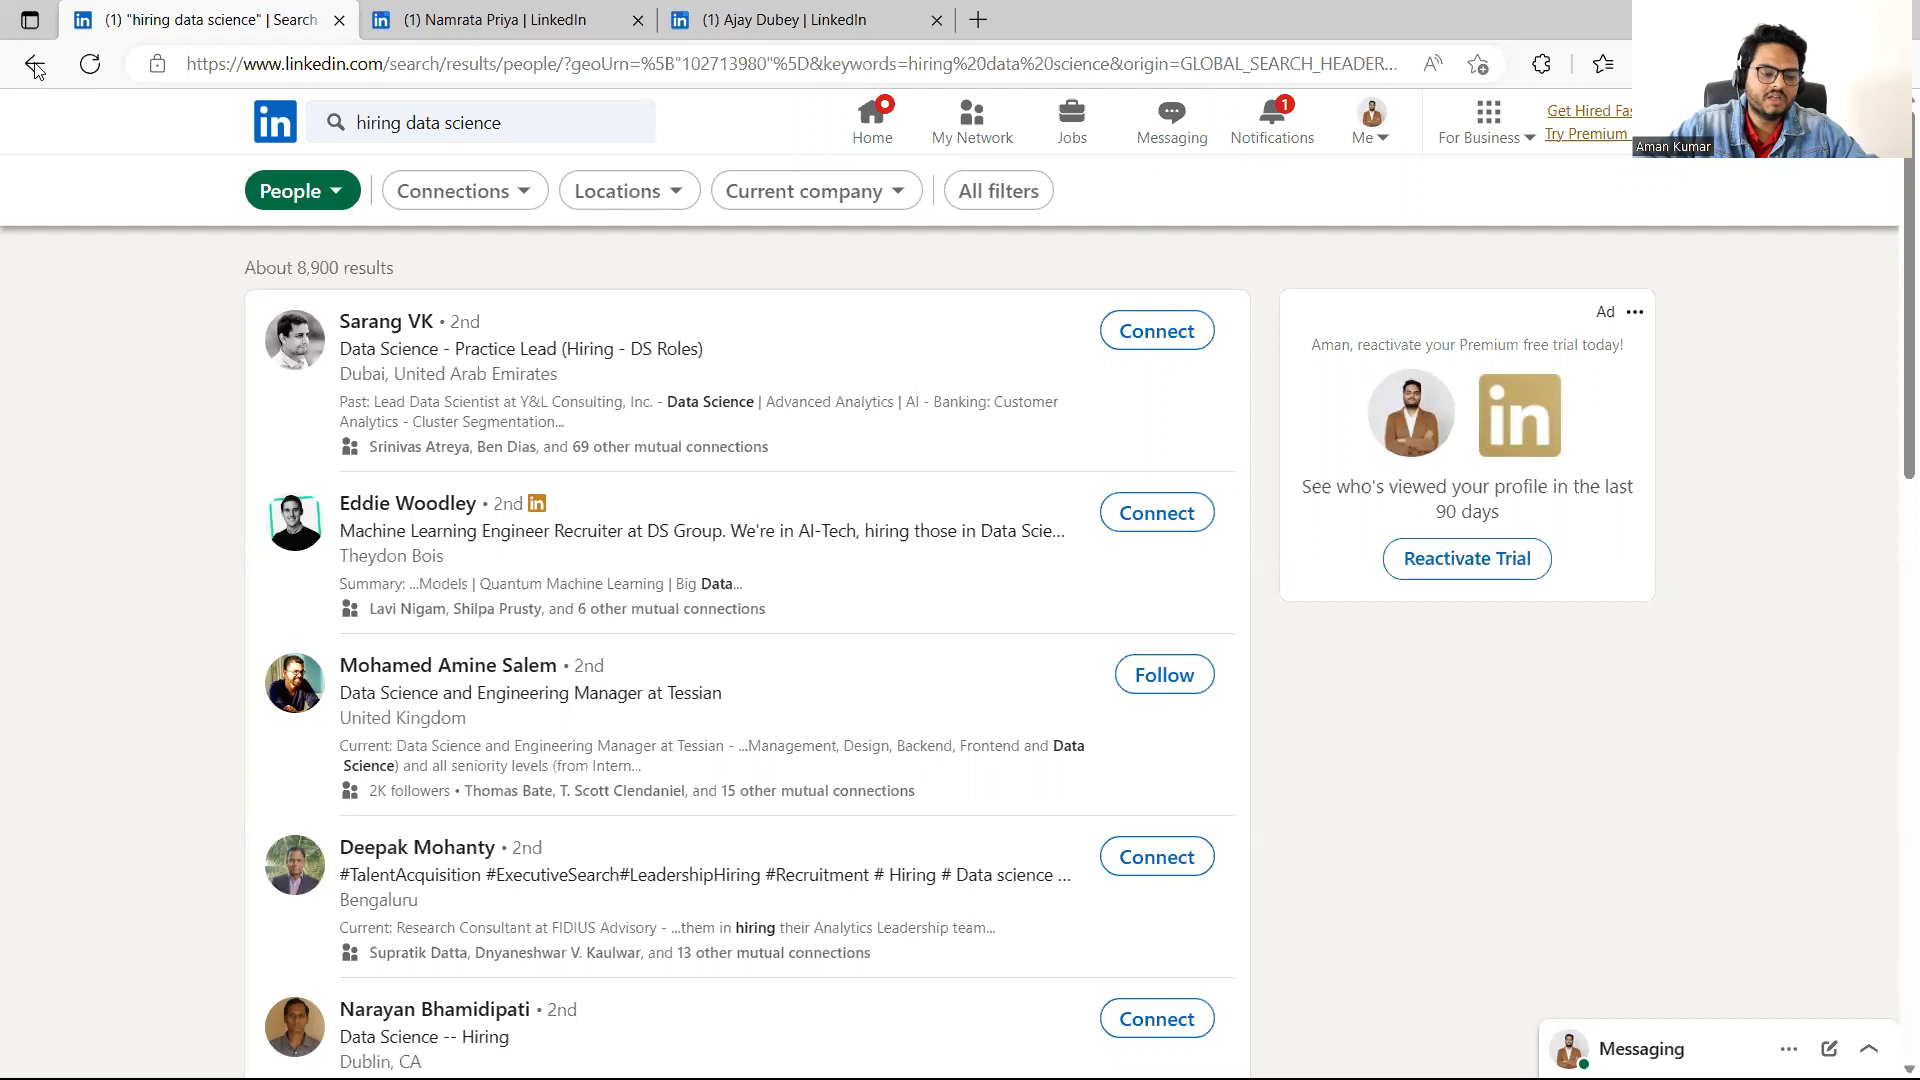 (1) "hiring data science" | Search
(1) Namrata Priya | LinkedIn
(1) Ajay Dubey | LinkedIn
https://www.linkedin.com/search/results/people/?geoUrn=%5B"102713980"%5D&keywords=hiring%20data%20science&origin=GLOBAL_SEARCH_HEADER...
in
hiring data science
Home
My Network
Jobs
Messaging
1
Notifications
Me
For Business
Get Hired Fas
Try Premium
Aman Kumar
People
Connections
Locations
Current company
All filters
About 8,900 results
Sarang VK • 2nd
Data Science - Practice Lead (Hiring - DS Roles)
Dubai, United Arab Emirates
Past: Lead Data Scientist at Y&L Consulting, Inc. - Data Science | Advanced Analytics | AI - Banking: Customer
Analytics - Cluster Segmentation...
Srinivas Atreya, Ben Dias, and 69 other mutual connections
Connect
Eddie Woodley • 2nd in
Machine Learning Engineer Recruiter at DS Group. We're in AI-Tech, hiring those in Data Scie...
Theydon Bois
Summary: ...Models | Quantum Machine Learning | Big Data...
Lavi Nigam, Shilpa Prusty, and 6 other mutual connections
Connect
Mohamed Amine Salem • 2nd
Data Science and Engineering Manager at Tessian
United Kingdom
Current: Data Science and Engineering Manager at Tessian - ...Management, Design, Backend, Frontend and Data
Science) and all seniority levels (from Intern...
2K followers • Thomas Bate, T. Scott Clendaniel, and 15 other mutual connections
Follow
Deepak Mohanty • 2nd
#TalentAcquisition #ExecutiveSearch#LeadershipHiring #Recruitment # Hiring # Data science ...
Bengaluru
Current: Research Consultant at FIDIUS Advisory - ...them in hiring their Analytics Leadership team...
Supratik Datta, Dnyaneshwar V. Kaulwar, and 13 other mutual connections
Connect
Narayan Bhamidipati • 2nd
Data Science -- Hiring
Dublin, CA
Connect
Ad
Aman, reactivate your Premium free trial today!
in
See who's viewed your profile in the last
90 days
Reactivate Trial
Messaging